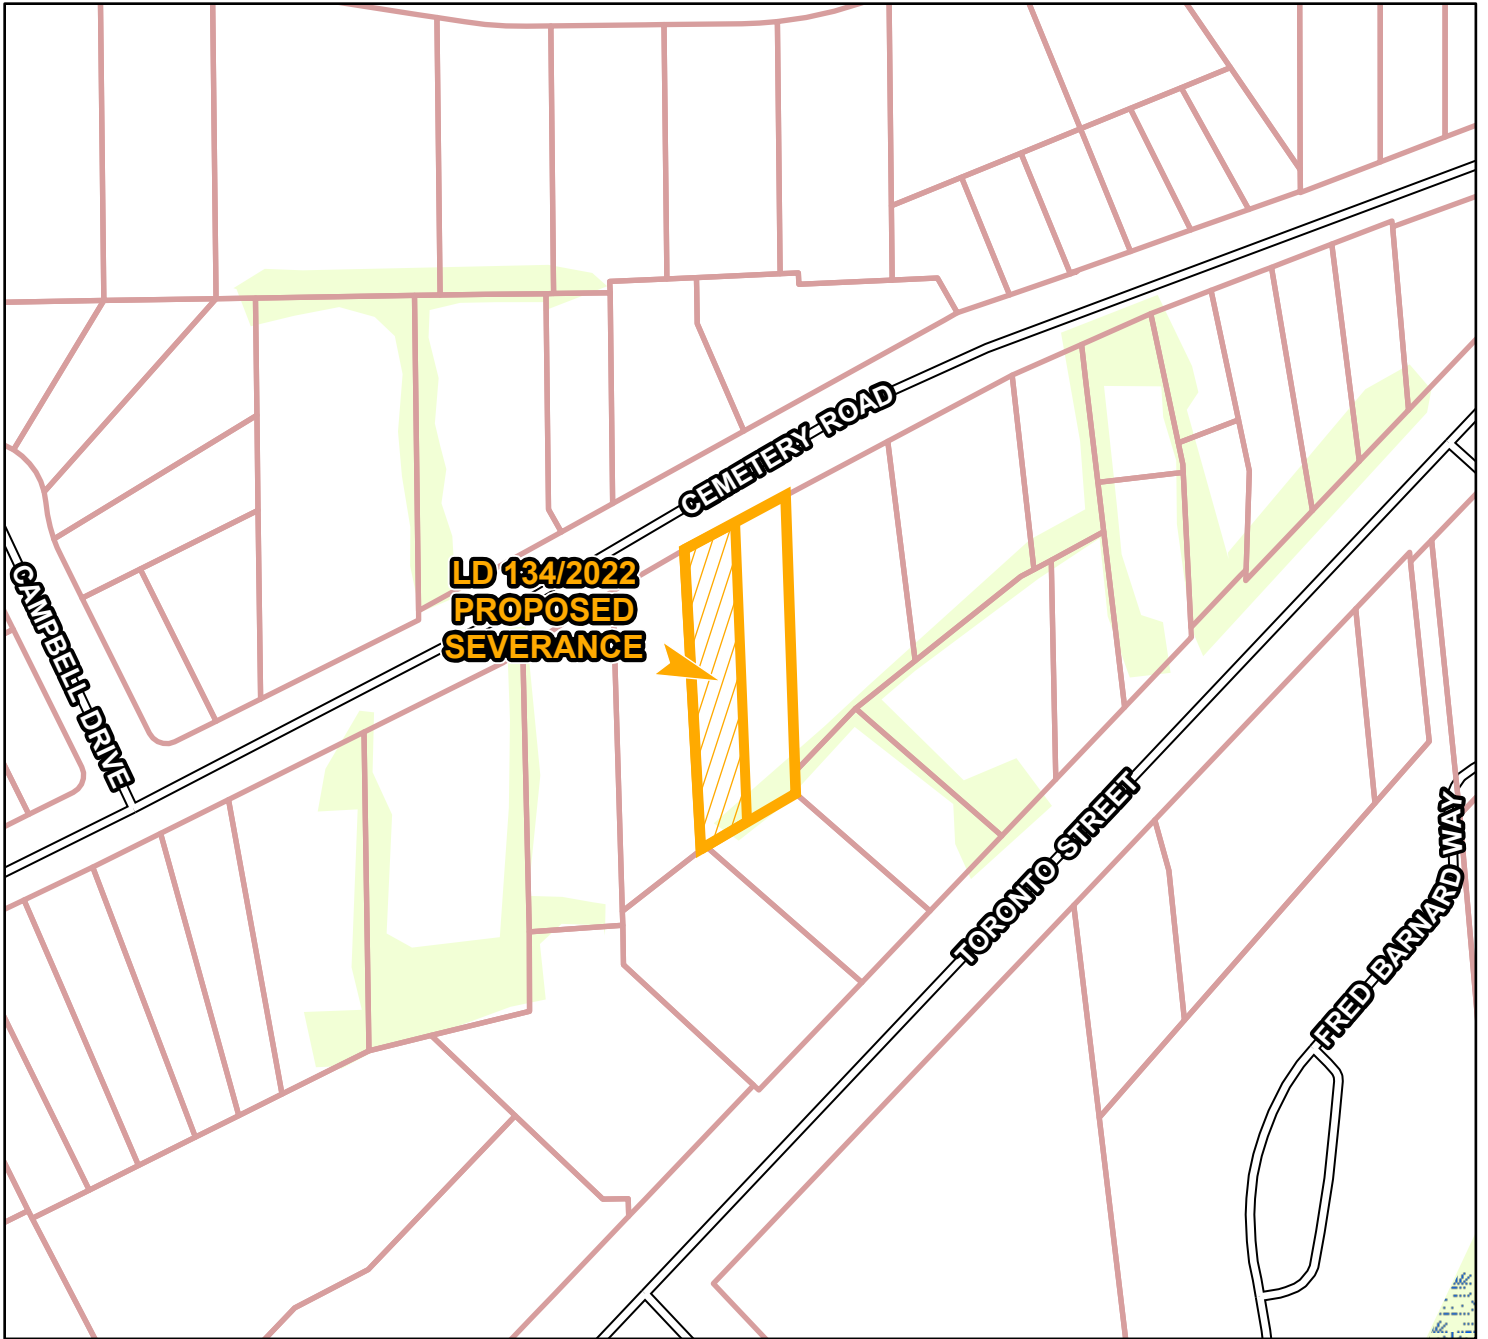 CEMETERY ROAD
LD 134/2022
PROPOSED
SEVERANCE
CAMPBELL DRIVE
TORONTO STREET
FRED BARNARD WAY